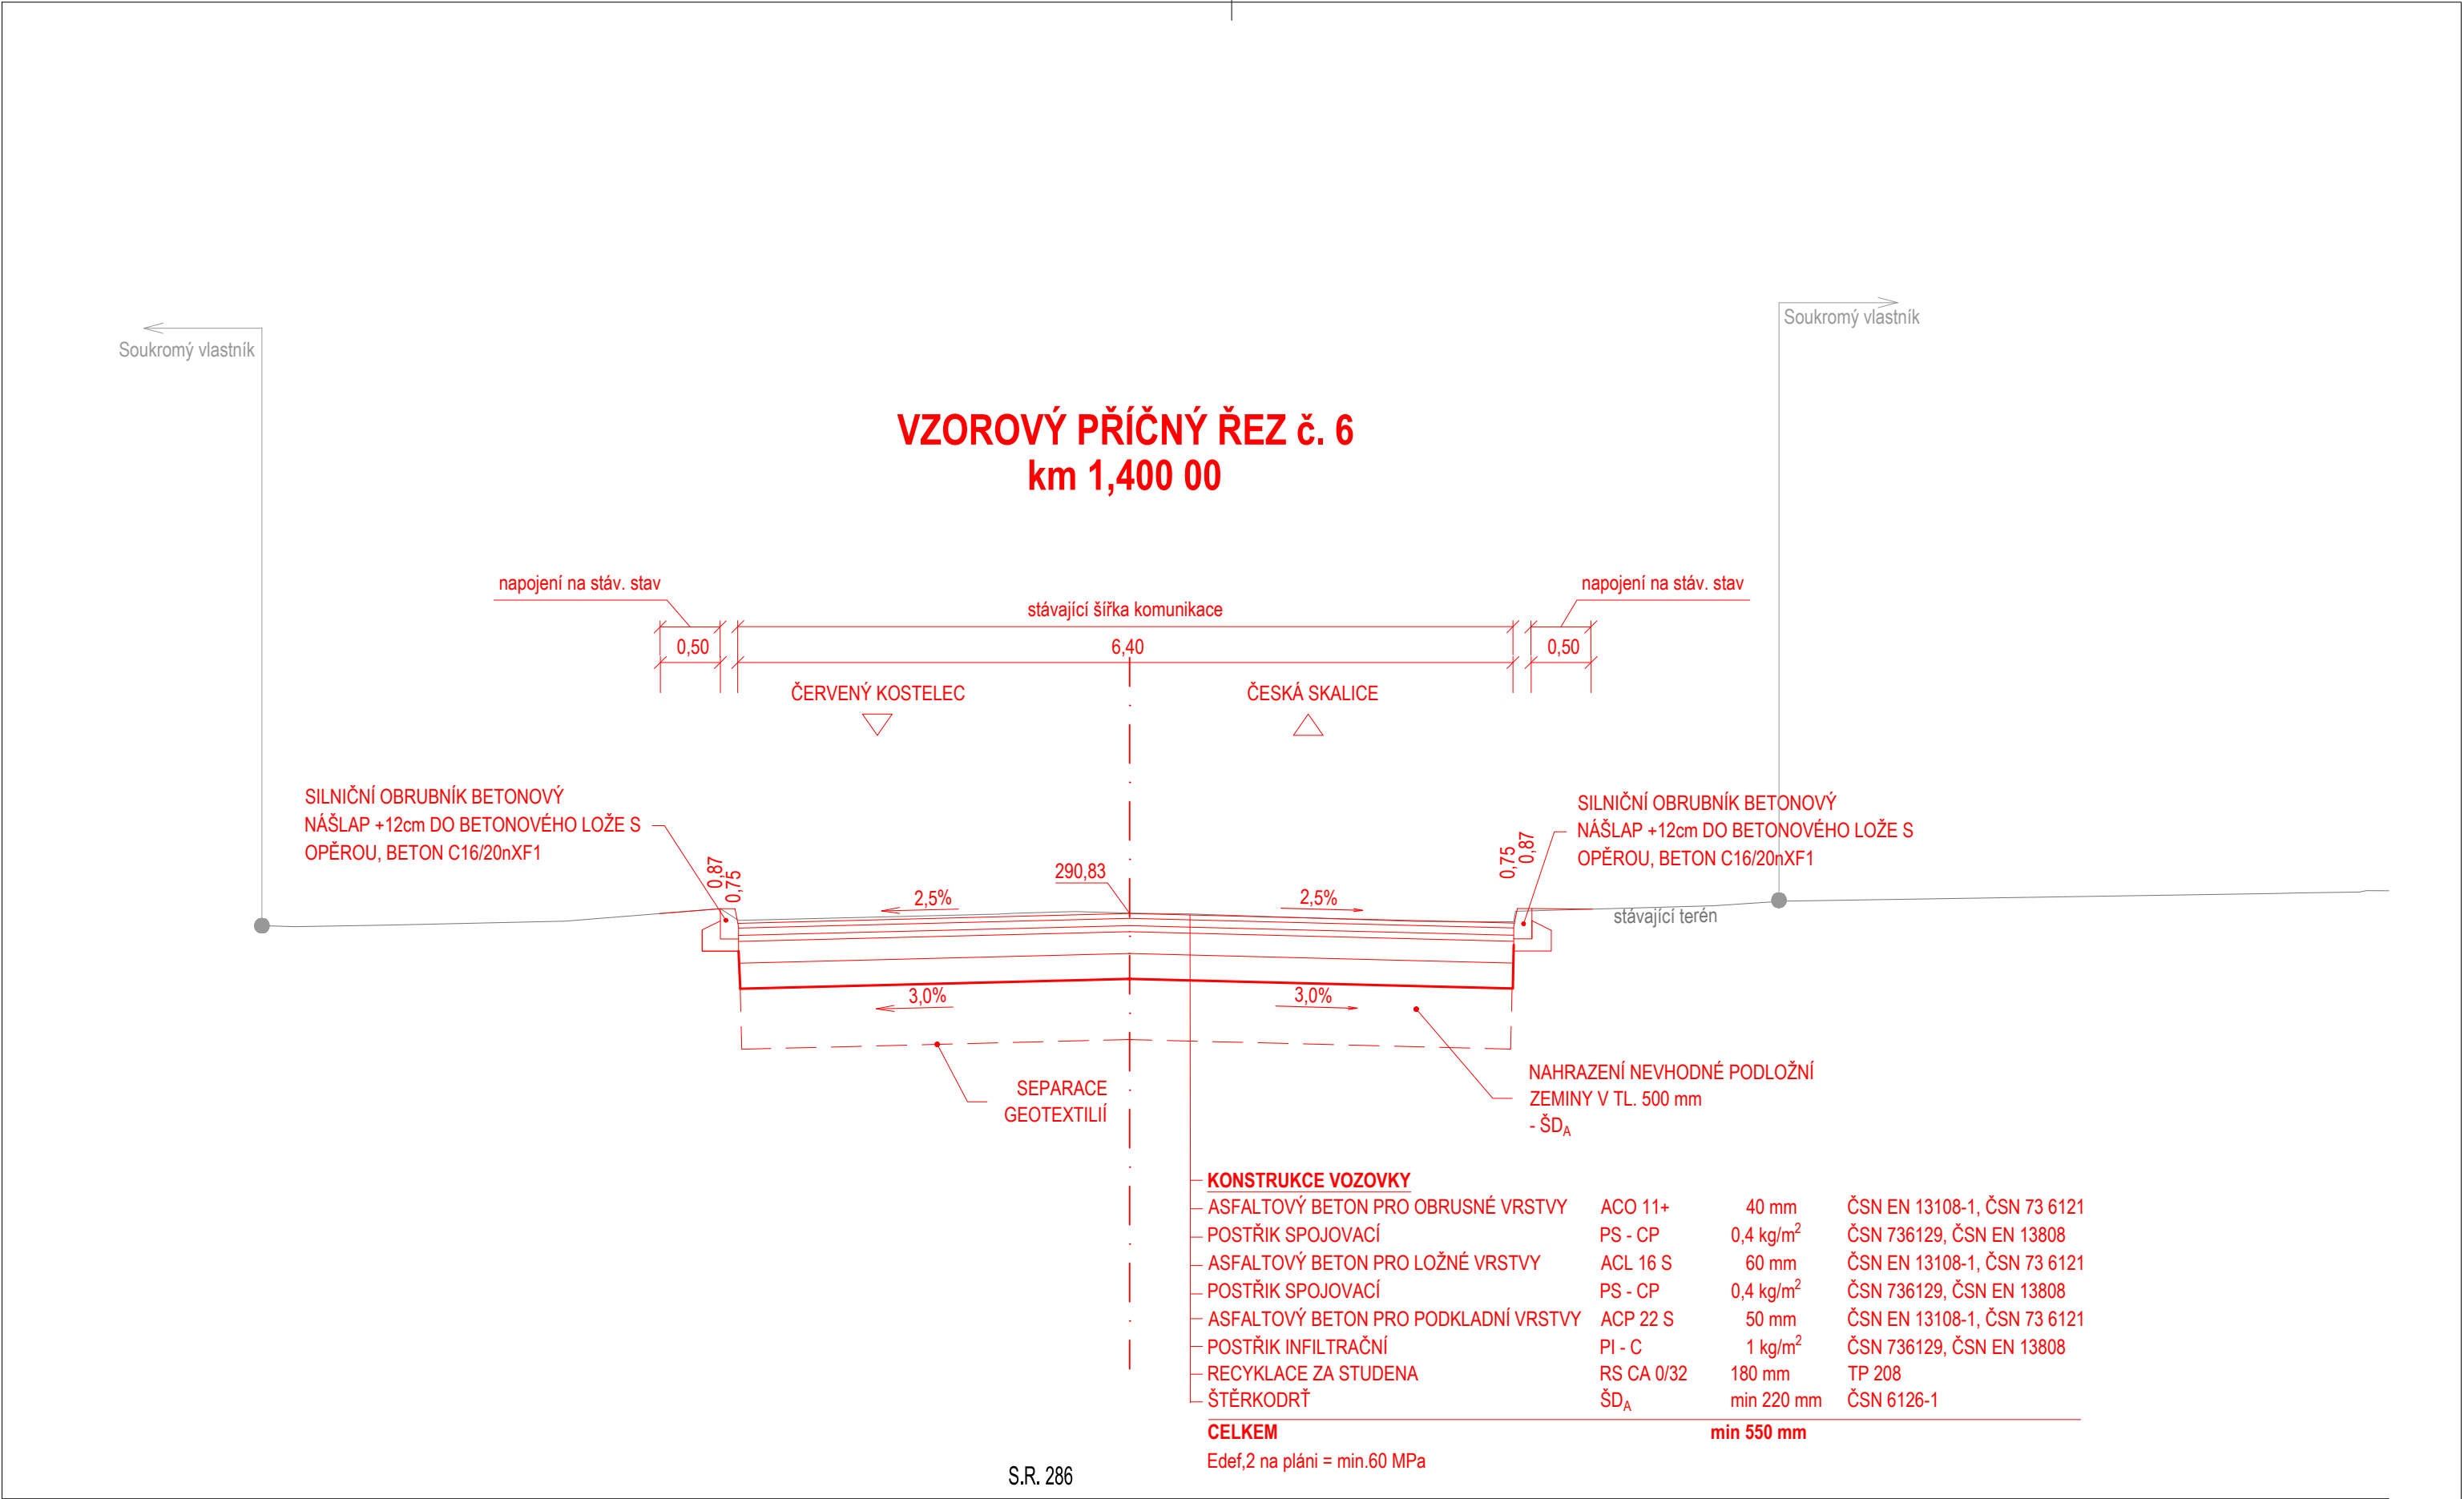 Soukromý vlastník
Soukromý vlastník
VZOROVÝ PŘÍČNÝ ŘEZ č. 6
km 1,400 00
napojení na stáv. stav
stávající šířka komunikace
napojení na stáv. stav
0,50
6,40
0,50
ČERVENÝ KOSTELEC
ČESKÁ SKALICE
SILNIČNÍ OBRUBNÍK BETONOVÝ
NÁŠLAP +12cm DO BETONOVÉHO LOŽE S
OPĚROU, BETON C16/20nXF1
SILNIČNÍ OBRUBNÍK BETONOVÝ
NÁŠLAP +12cm DO BETONOVÉHO LOŽE S
OPĚROU, BETON C16/20nXF1
0,87
0,75
290,83
0,75
0,87
2,5%
2,5%
stávající terén
3,0%
3,0%
SEPARACE
GEOTEXTILIÍ
NAHRAZENÍ NEVHODNÉ PODLOŽNÍ
ZEMINY V TL. 500 mm
- ŠDA
KONSTRUKCE VOZOVKY
ASFALTOVÝ BETON PRO OBRUSNÉ VRSTVY ACO 11+ 40 mm ČSN EN 13108-1, ČSN 73 6121
POSTŘIK SPOJOVACÍ PS - CP 0,4 kg/m2 ČSN 736129, ČSN EN 13808
ASFALTOVÝ BETON PRO LOŽNÉ VRSTVY ACL 16 S 60 mm ČSN EN 13108-1, ČSN 73 6121
POSTŘIK SPOJOVACÍ PS - CP 0,4 kg/m2 ČSN 736129, ČSN EN 13808
ASFALTOVÝ BETON PRO PODKLADNÍ VRSTVY ACP 22 S 50 mm ČSN EN 13108-1, ČSN 73 6121
POSTŘIK INFILTRAČNÍ PI - C 1 kg/m2 ČSN 736129, ČSN EN 13808
RECYKLACE ZA STUDENA RS CA 0/32 180 mm TP 208
ŠTĚRKODRŤ ŠDA min 220 mm ČSN 6126-1
CELKEM min 550 mm
Edef,2 na pláni = min.60 MPa
S.R. 286